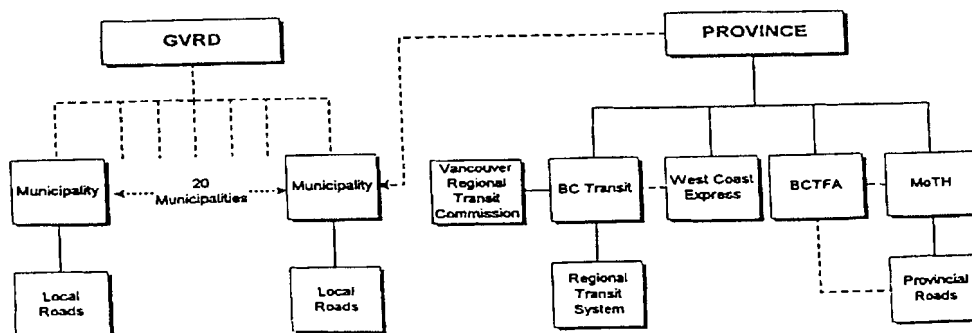 GVRD
PROVINCE
Municipality
20
Municipalities
Municipality
Vancouver
Regional
Transit
Commission
BC Transit
West Coast
Express
BCTFA
MoTH
Local
Roads
Local
Roads
Regional
Transit
System
Provincial
Roads